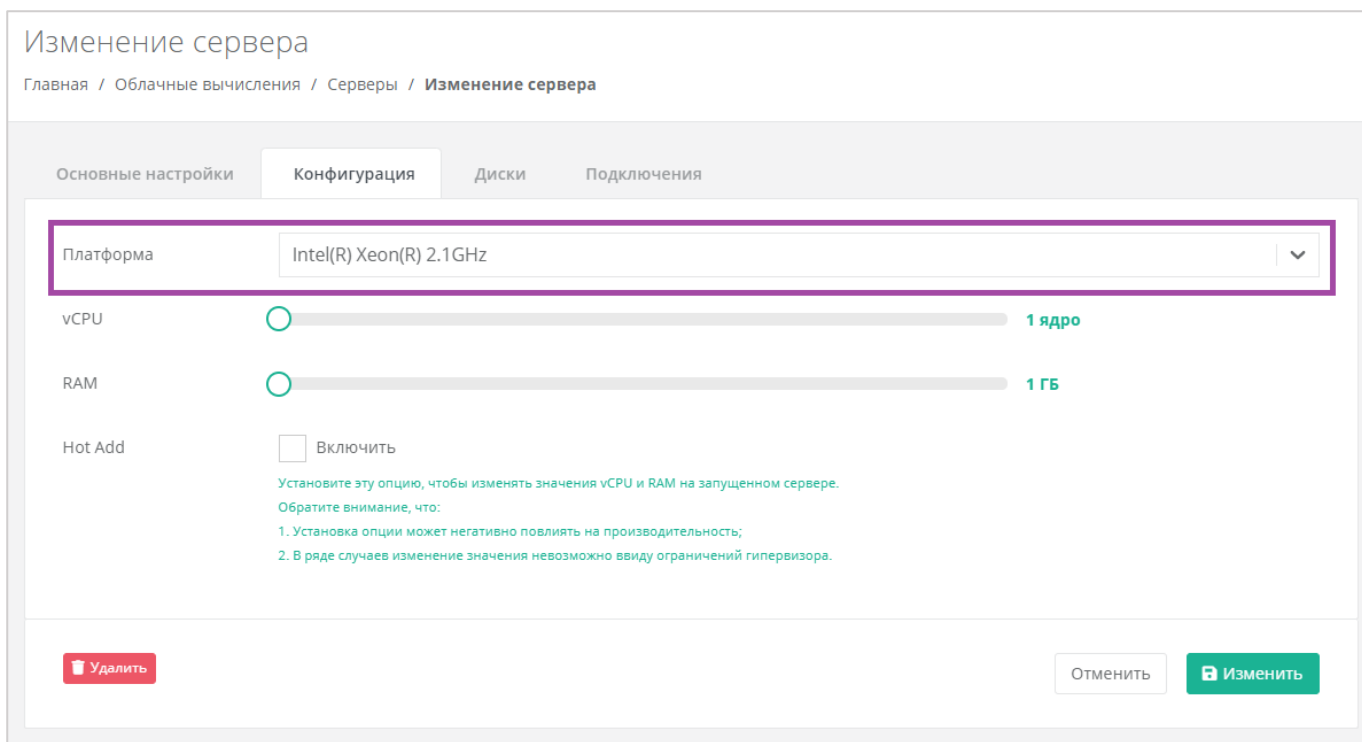 Изменение сервера
Главная / Облачные вычисления / Серверы / Изменение сервера
Основные настройки Конфигурация Диски Подключения
Платформа Intel(R) Xeon(R) 2.1GHz
vCPU 1 ядро
RAM 1 ГБ
Hot Add Включить
Установите эту опцию, чтобы изменять значения vCPU и RAM на запущенном сервере.
Обратите внимание, что:
1. Установка опции может негативно повлиять на производительность;
2. В ряде случаев изменение значения невозможно ввиду ограничений гипервизора.
Удалить Отменить Изменить